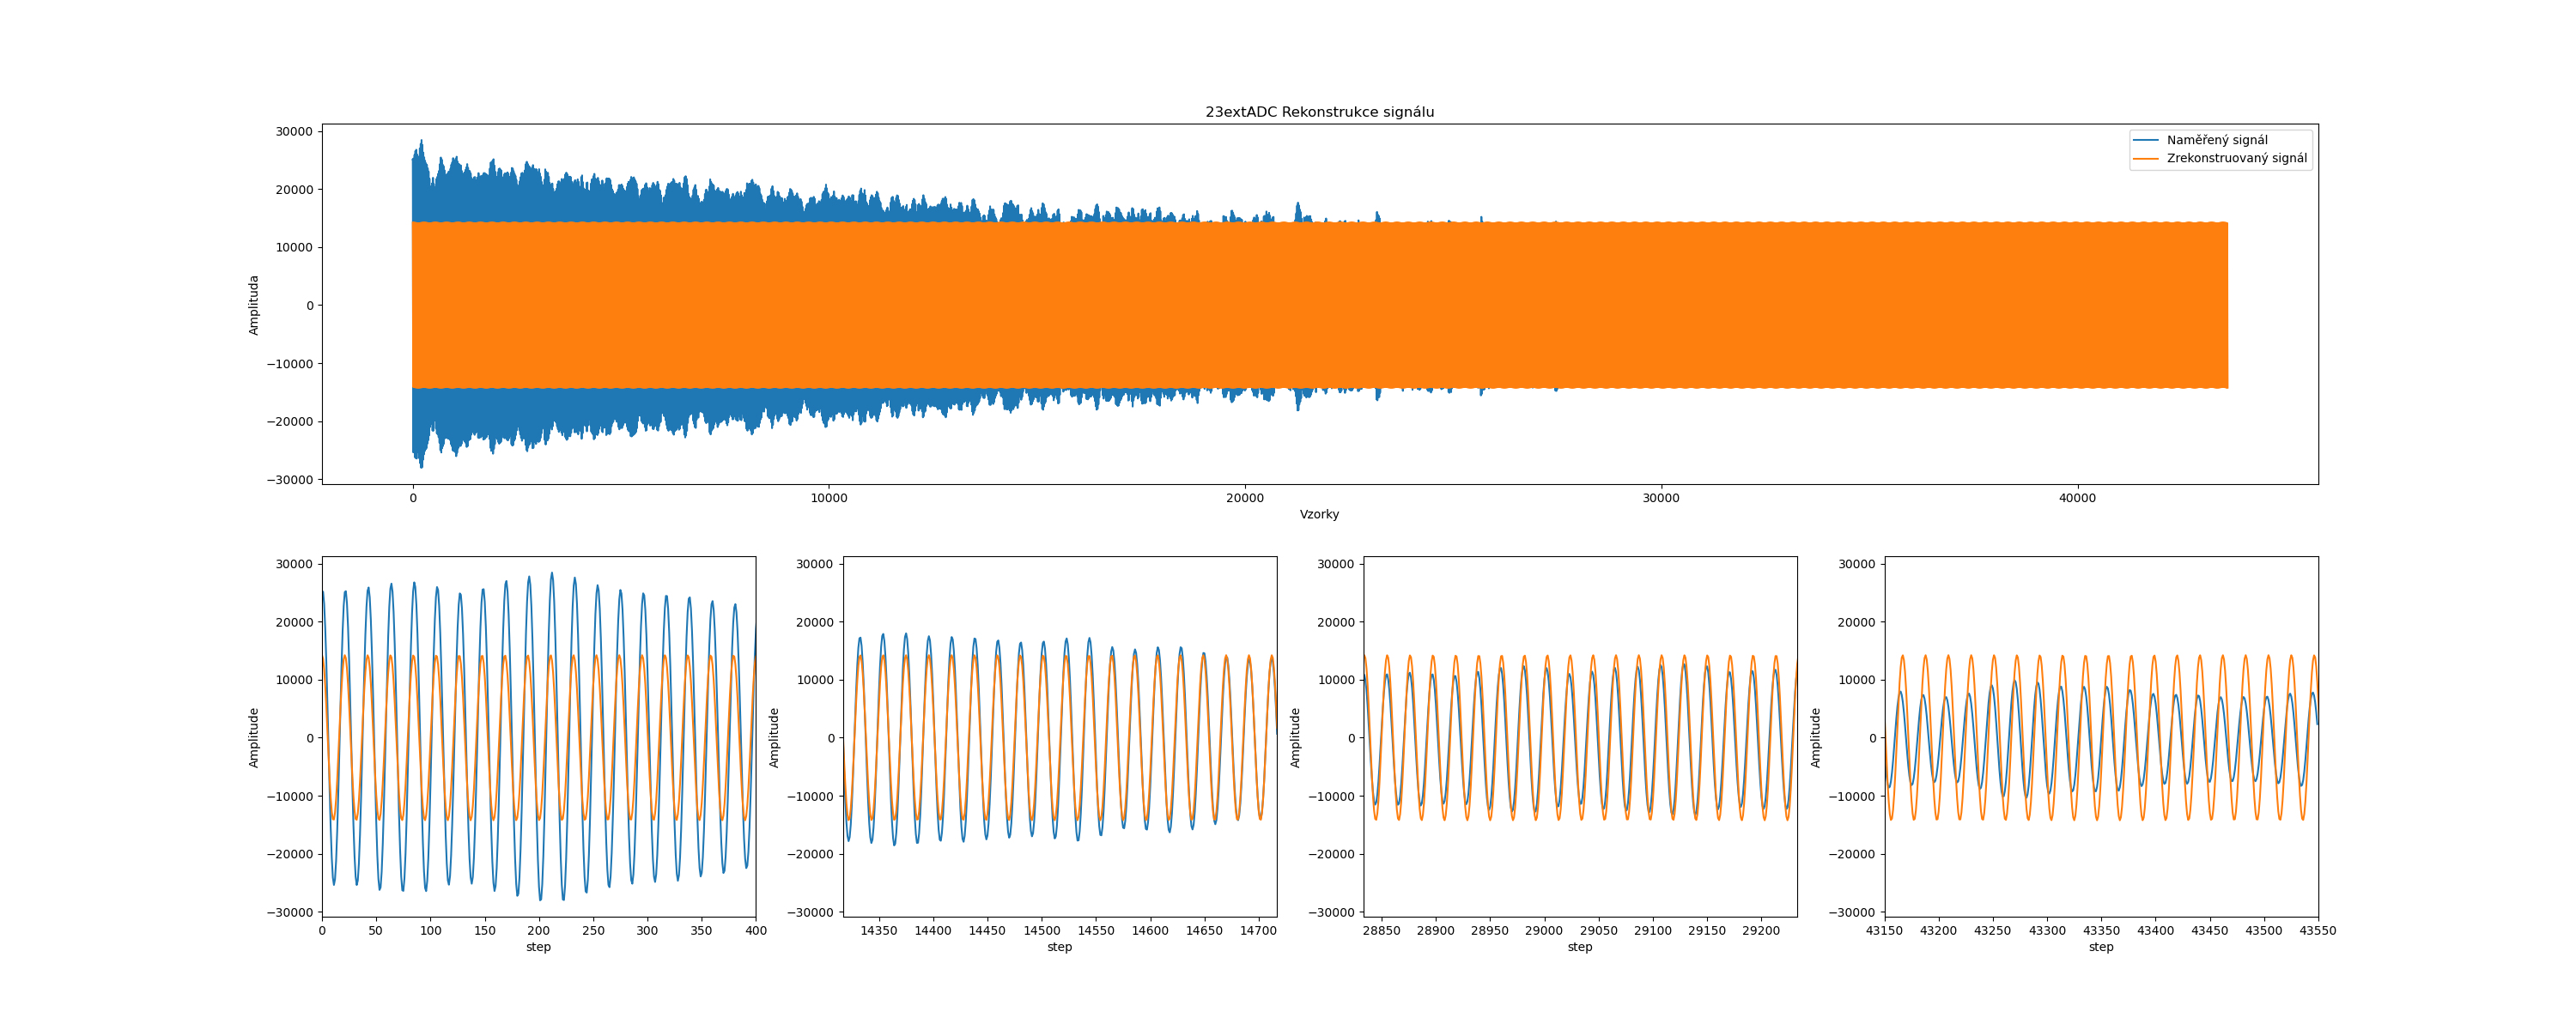 23extADC Rekonstrukce signálu
30000
20000
10000
0
−10000
−20000
−30000
Amplituda
Naměřený signál
Zrekonstruovaný signál
0 10000 20000 30000 40000
Vzorky
30000
20000
10000
0
−10000
−20000
−30000
Amplitude
0 50 100 150 200 250 300 350 400
step
30000
20000
10000
0
−10000
−20000
−30000
Amplitude
14350 14400 14450 14500 14550 14600 14650 14700
step
30000
20000
10000
0
−10000
−20000
−30000
Amplitude
28850 28900 28950 29000 29050 29100 29150 29200
step
30000
20000
10000
0
−10000
−20000
−30000
Amplitude
43150 43200 43250 43300 43350 43400 43450 43500 43550
step